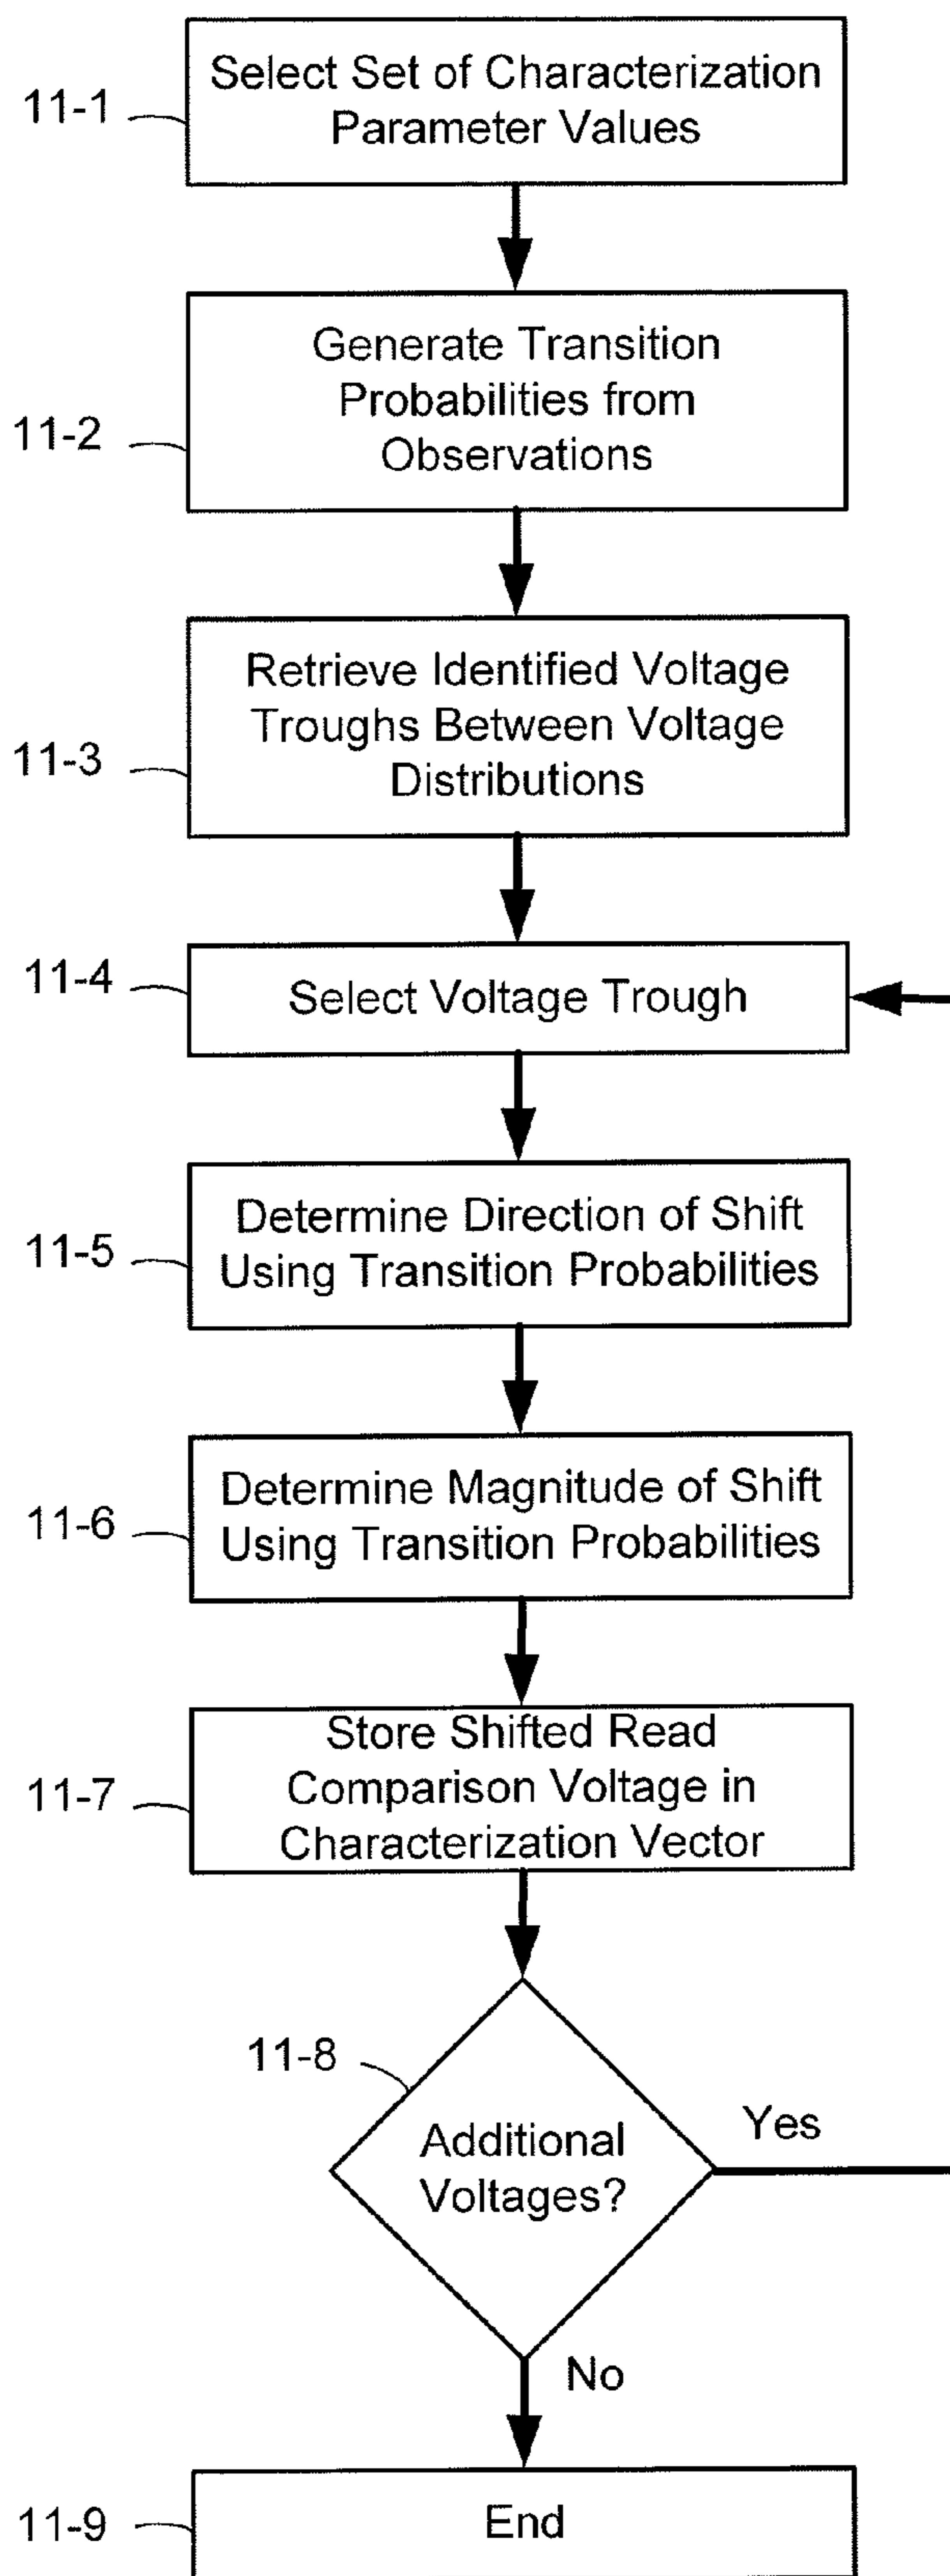 11-1
Select Set of Characterization
Parameter Values
11-2
Generate Transition
Probabilities from
Observations
11-3
Retrieve Identified Voltage
Troughs Between Voltage
Distributions
11-4
Select Voltage Trough
11-5
Determine Direction of Shift
Using Transition Probabilities
11-6
Determine Magnitude of Shift
Using Transition Probabilities
11-7
Store Shifted Read
Comparison Voltage in
Characterization Vector
11-8
Additional
Voltages?
Yes
No
11-9
End